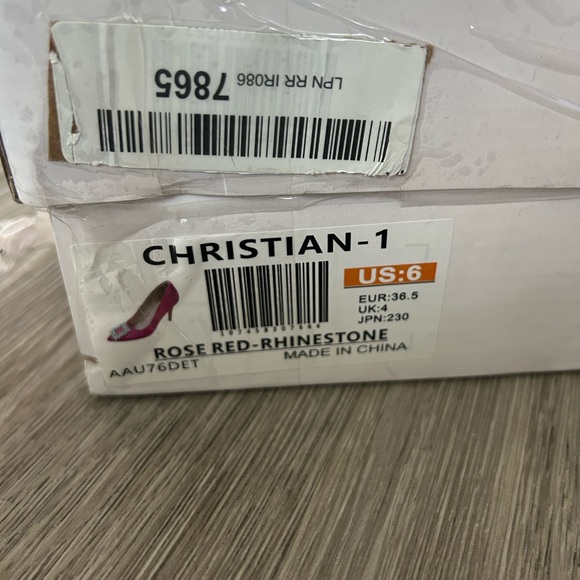 LPN RR IR086 7865
CHRISTIAN-1
US:6
EUR:36.5
UK:4
JPN:230
ROSE RED-RHINESTONE
MADE IN CHINA
AAU76DET